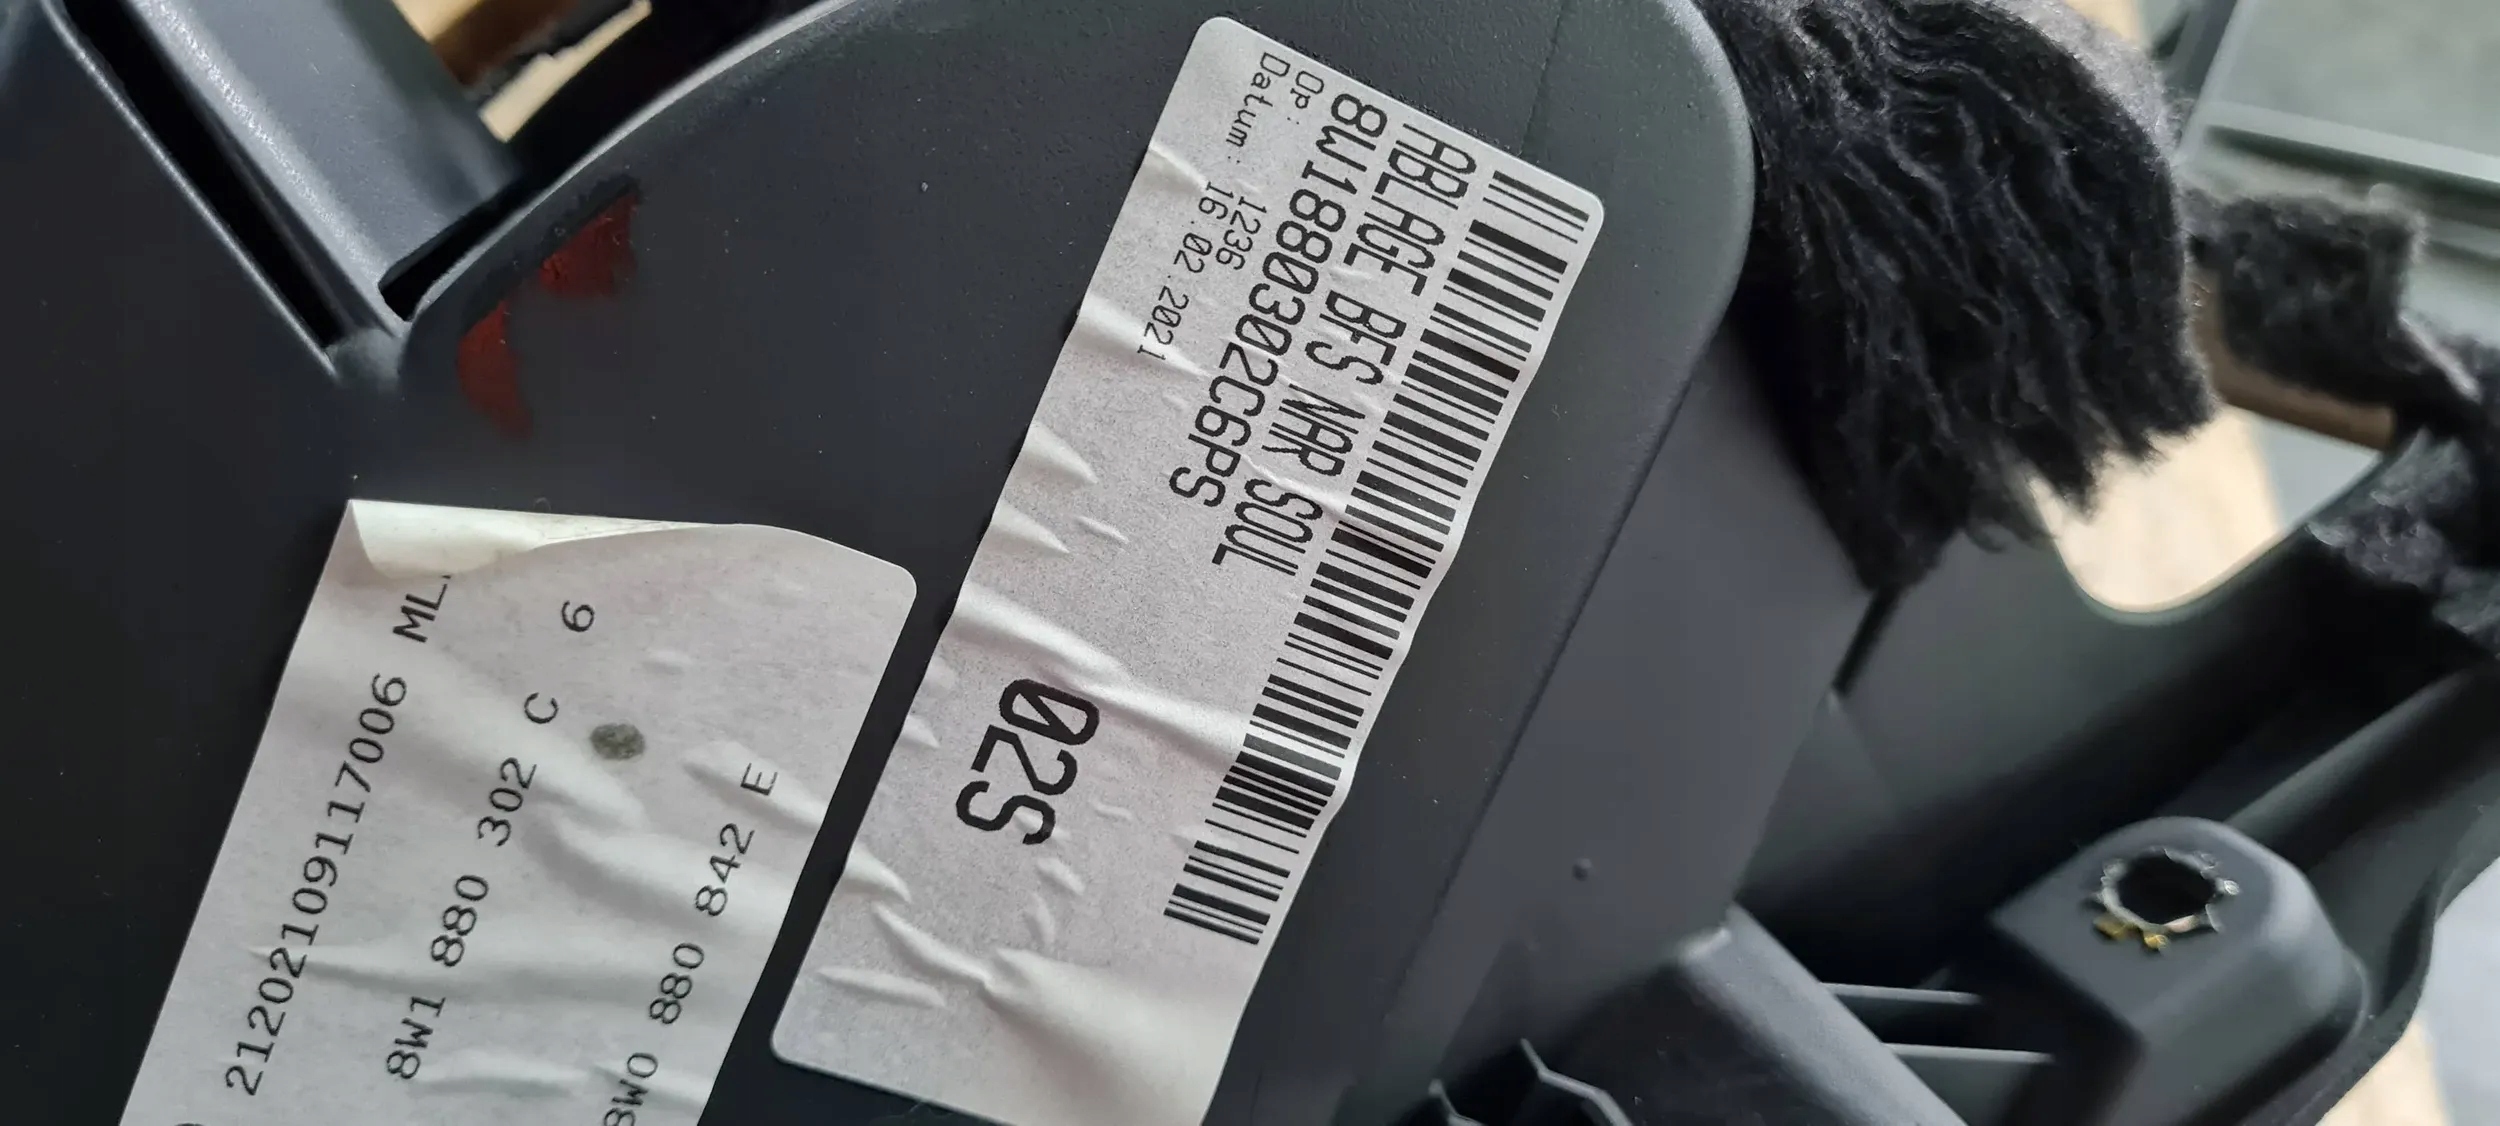 ABLAGE BFS NAR SOUL
8W1880302C6PS
Op: 1236
Datum: 16.02.2021
02S
21202109117006
8W1 880 302 C 6
8W0 880 842 E